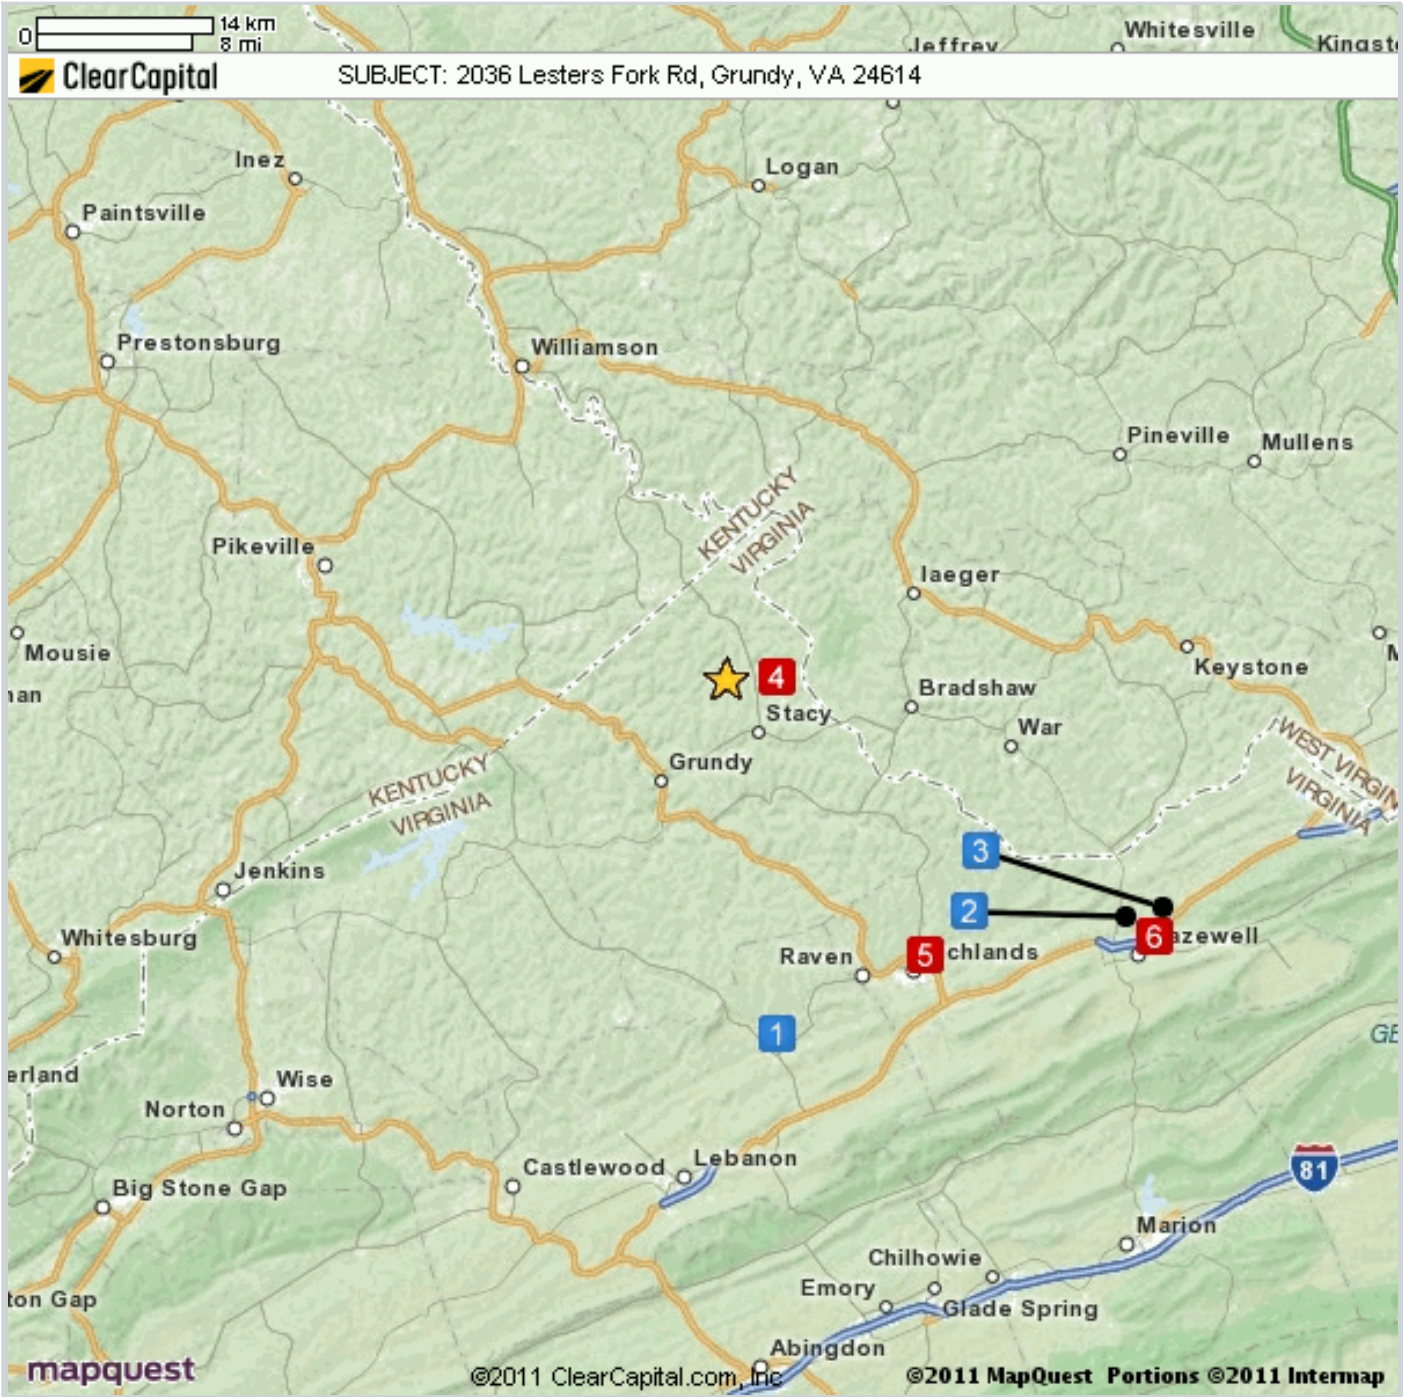 14 km
0
8 mi
Whitesville
Jeffrey
Kingst
ClearCapital
SUBJECT: 2036 Lesters Fork Rd, Grundy, VA 24614
Inez
Logan
Paintsville
Prestonsburg
Williamson
Pineville
Mullens
KENTUCKY
VIRGINIA
Pikeville
Iaeger
Mousie
Keystone
M
nan
4
Bradshaw
Stacy
War
WEST VIRGIN
VIRGINIA
Grundy
KENTUCKY
VIRGINIA
3
Jenkins
2
Whitesburg
6
azewell
Raven
5
chlands
1
GE
erland
Wise
Norton
Castlewood
Lebanon
81
Big Stone Gap
Marion
Chilhowie
Emory
ton Gap
Glade Spring
Abingdon
mapquest
©2011 ClearCapital.com, Inc
©2011 MapQuest Portions ©2011 Intermap